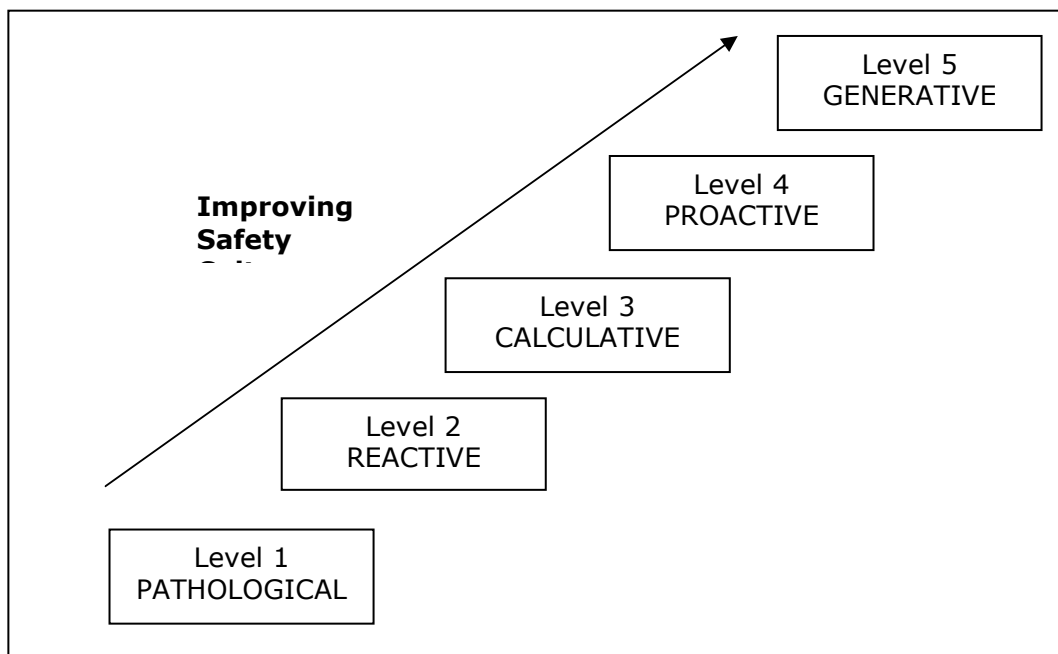 Level 5
GENERATIVE
Level 4
PROACTIVE
Improving
Safety
Level 3
CALCULATIVE
Level 2
REACTIVE
Level 1
PATHOLOGICAL